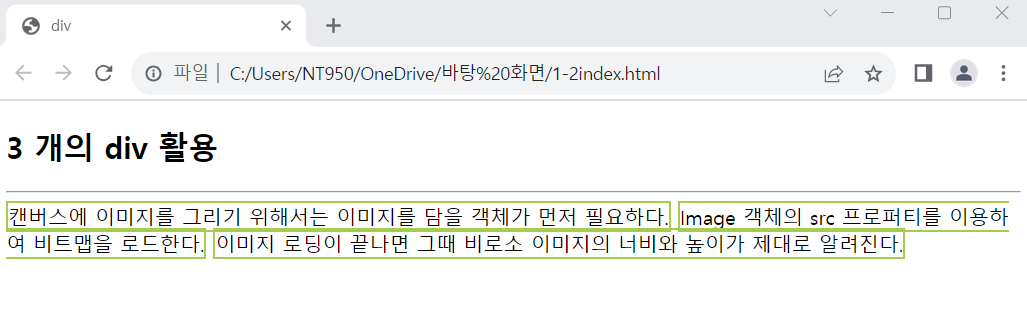 div
파일 | C:/Users/NT950/OneDrive/바탕%20화면/1-2index.html
3 개의 div 활용
캔버스에 이미지를 그리기 위해서는 이미지를 담을 객체가 먼저 필요하다. Image 객체의 src 프로퍼티를 이용하
여 비트맵을 로드한다. 이미지 로딩이 끝나면 그때 비로소 이미지의 너비와 높이가 제대로 알려진다.